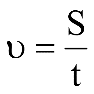 υ = S/t